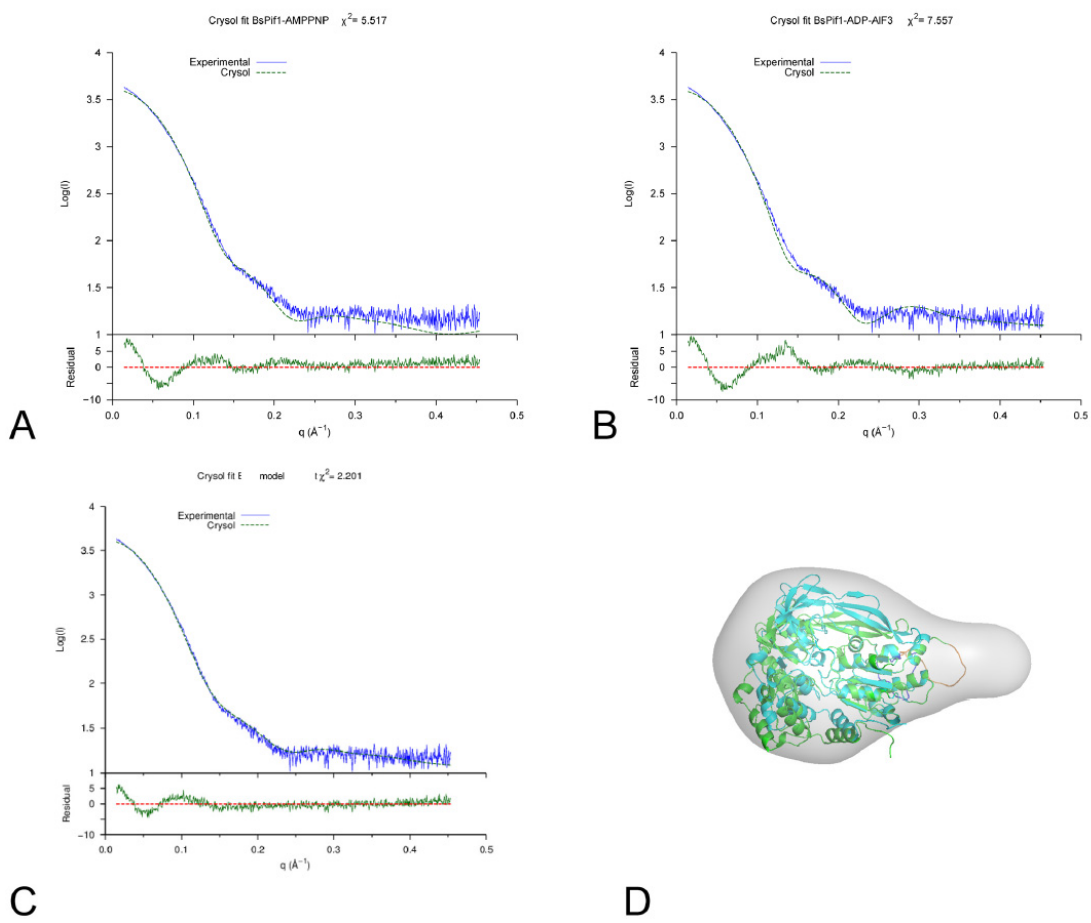 Crysol fit BsPif1-AMPPNP χ²= 5.517
Experimental
Crysol
Log(I)
4
3.5
3
2.5
2
1.5
1
Residual
5
0
−10
0.0 0.1 0.2 0.3 0.4 0.5
q (Å⁻¹)
A
Crysol fit BsPif1-ADP-AlF3 χ²= 7.557
Experimental
Crysol
Log(I)
4
3.5
3
2.5
2
1.5
1
Residual
5
0
−10
0.0 0.1 0.2 0.3 0.4 0.5
q (Å⁻¹)
B
Crysol fit model χ²= 2.201
Experimental
Crysol
Log(I)
4
3.5
3
2.5
2
1.5
1
Residual
5
0
−10
0.0 0.1 0.2 0.3 0.4 0.5
q (Å⁻¹)
C
D